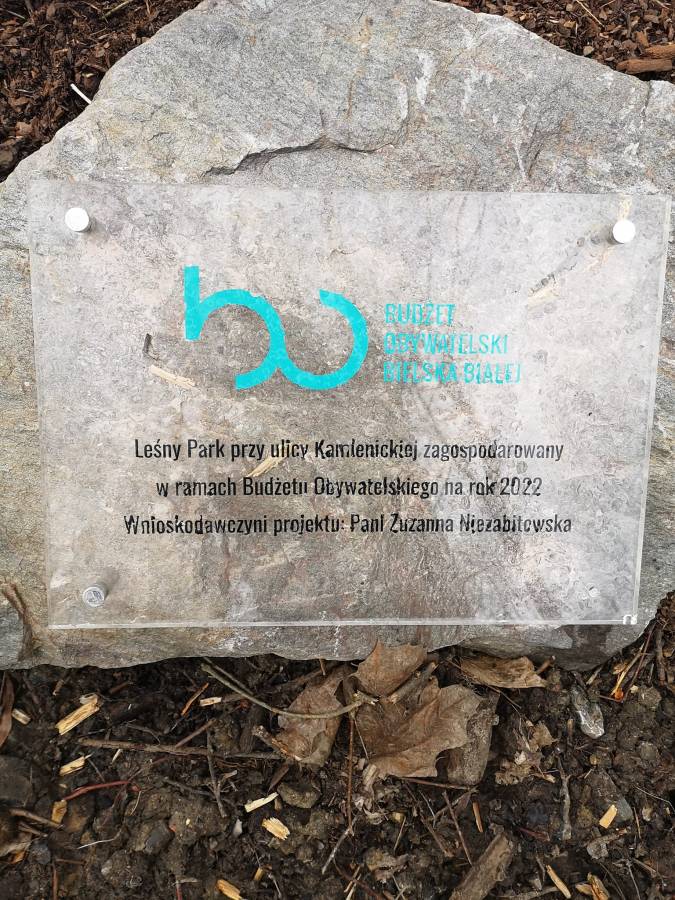 bo
BUDŻET
OBYWATELSKI
BIELSKA-BIAŁEJ
Leśny Park przy ulicy Kamienickiej zagospodarowany
w ramach Budżetu Obywatelskiego na rok 2022
Wnioskodawczyni projektu: Pani Zuzanna Niezabitowska